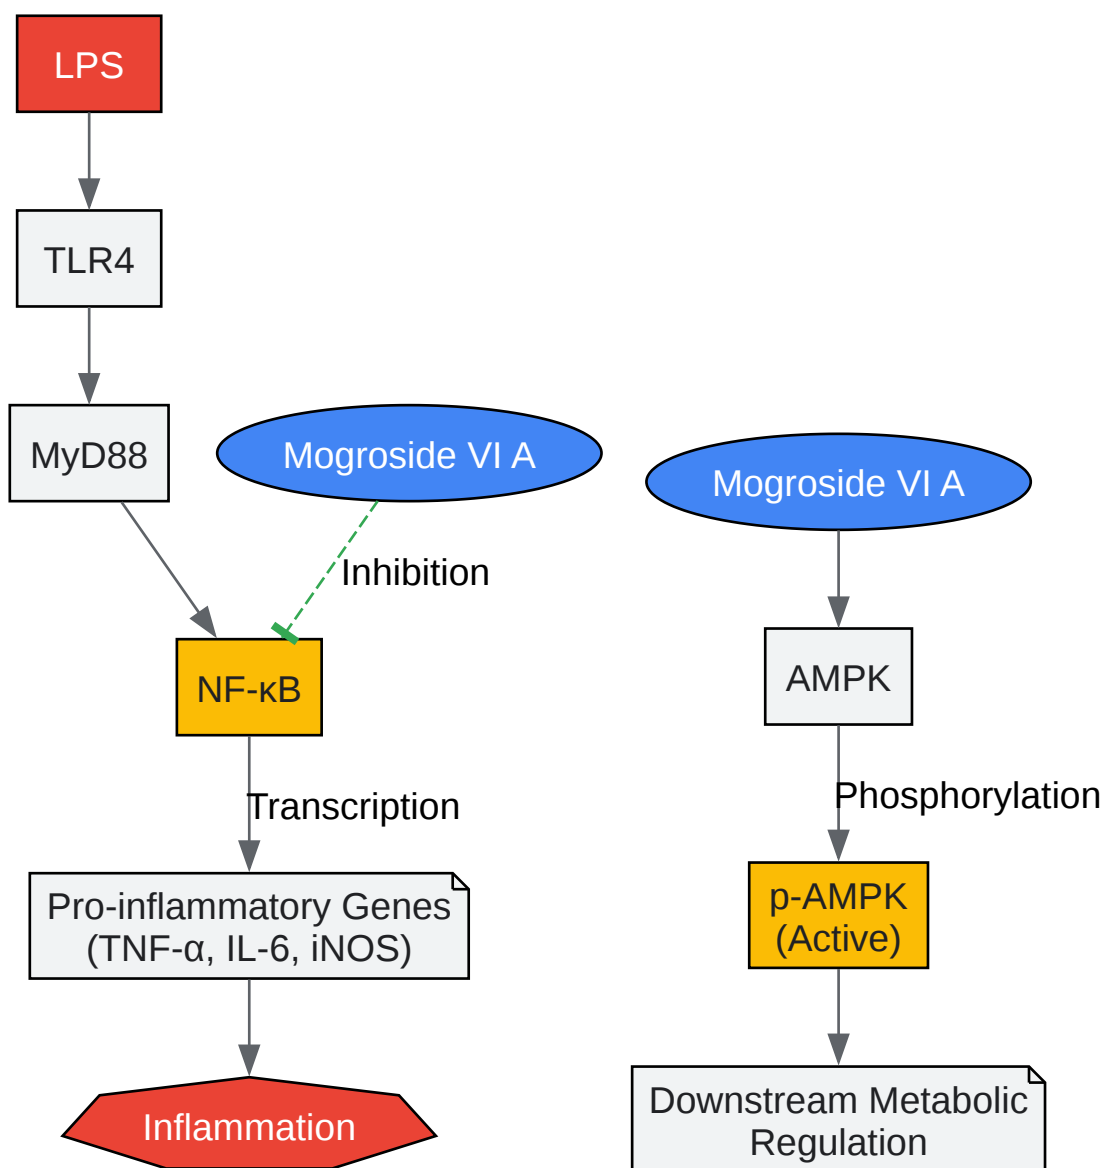 LPS
TLR4
MyD88
Mogroside VI A
Inhibition
NF-κB
Transcription
Pro-inflammatory Genes
(TNF-α, IL-6, iNOS)
Inflammation
Mogroside VI A
AMPK
Phosphorylation
p-AMPK
(Active)
Downstream Metabolic
Regulation